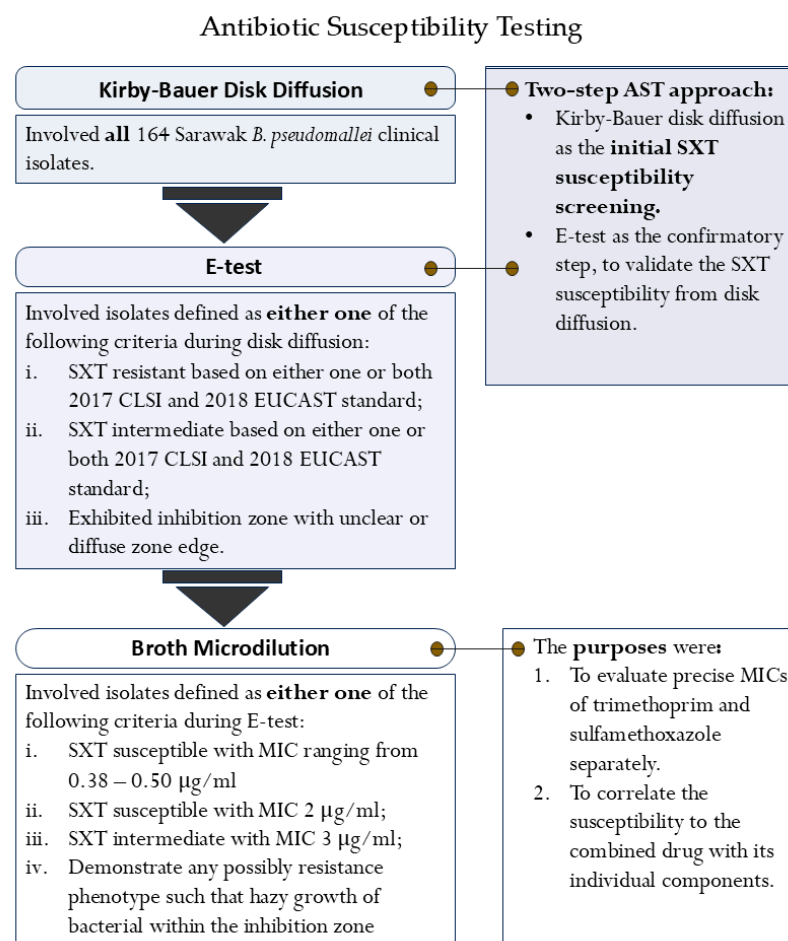 Antibiotic Susceptibility Testing
Kirby-Bauer Disk Diffusion
Involved all 164 Sarawak B. pseudomallei clinical
isolates.
Two-step AST approach:
• Kirby-Bauer disk diffusion
as the initial SXT
susceptibility
screening.
• E-test as the confirmatory
step, to validate the SXT
susceptibility from disk
diffusion.
E-test
Involved isolates defined as either one of the
following criteria during disk diffusion:
i. SXT resistant based on either one or both
2017 CLSI and 2018 EUCAST standard;
ii. SXT intermediate based on either one or
both 2017 CLSI and 2018 EUCAST
standard;
iii. Exhibited inhibition zone with unclear or
diffuse zone edge.
Broth Microdilution
Involved isolates defined as either one of the
following criteria during E-test:
i. SXT susceptible with MIC ranging from
0.38 – 0.50 µg/ml
ii. SXT susceptible with MIC 2 µg/ml;
iii. SXT intermediate with MIC 3 µg/ml;
iv. Demonstrate any possibly resistance
phenotype such that hazy growth of
bacterial within the inhibition zone
The purposes were:
1. To evaluate precise MICs
of trimethoprim and
sulfamethoxazole
separately.
2. To correlate the
susceptibility to the
combined drug with its
individual components.